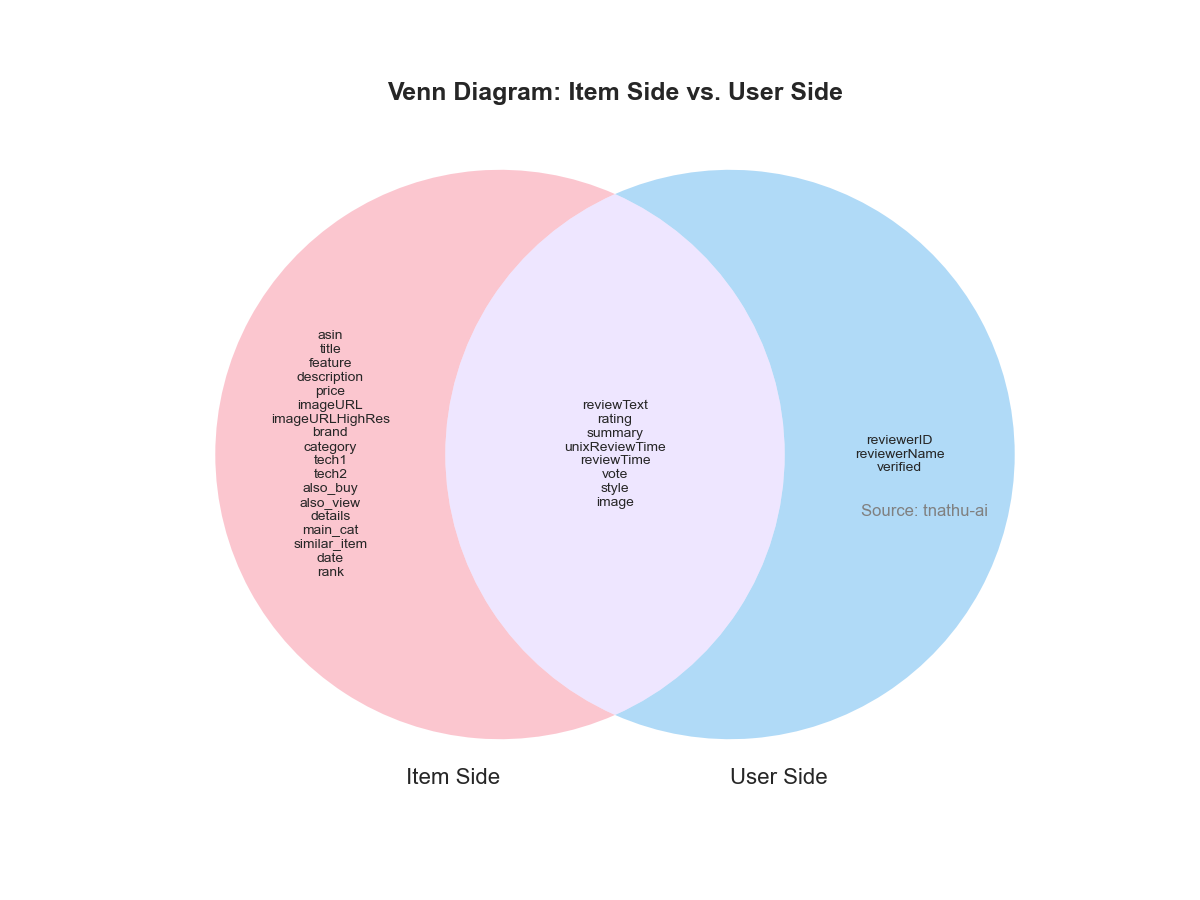 Venn Diagram: Item Side vs. User Side
asin
title
feature
description
price
imageURL
imageURLHighRes
brand
category
tech1
tech2
also_buy
also_view
details
main_cat
similar_item
date
rank
reviewText
rating
summary
unixReviewTime
reviewTime
vote
style
image
reviewerID
reviewerName
verified
Source: tnathu-ai
Item Side
User Side